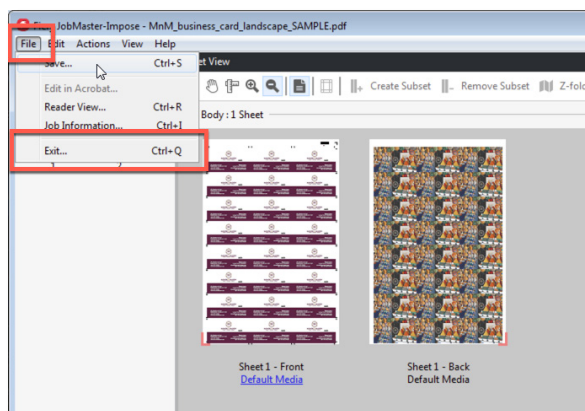 JobMaster-Impose - MnM_business_card_landscape_SAMPLE.pdf
File Edit Actions View Help
Save... Ctrl+S
et View
Edit in Acrobat...
Create Subset Remove Subset Z-fold
Reader View... Ctrl+R
Body : 1 Sheet
Job Information... Ctrl+I
Exit... Ctrl+Q
Sheet 1 - Front Sheet 1 - Back
Default Media Default Media